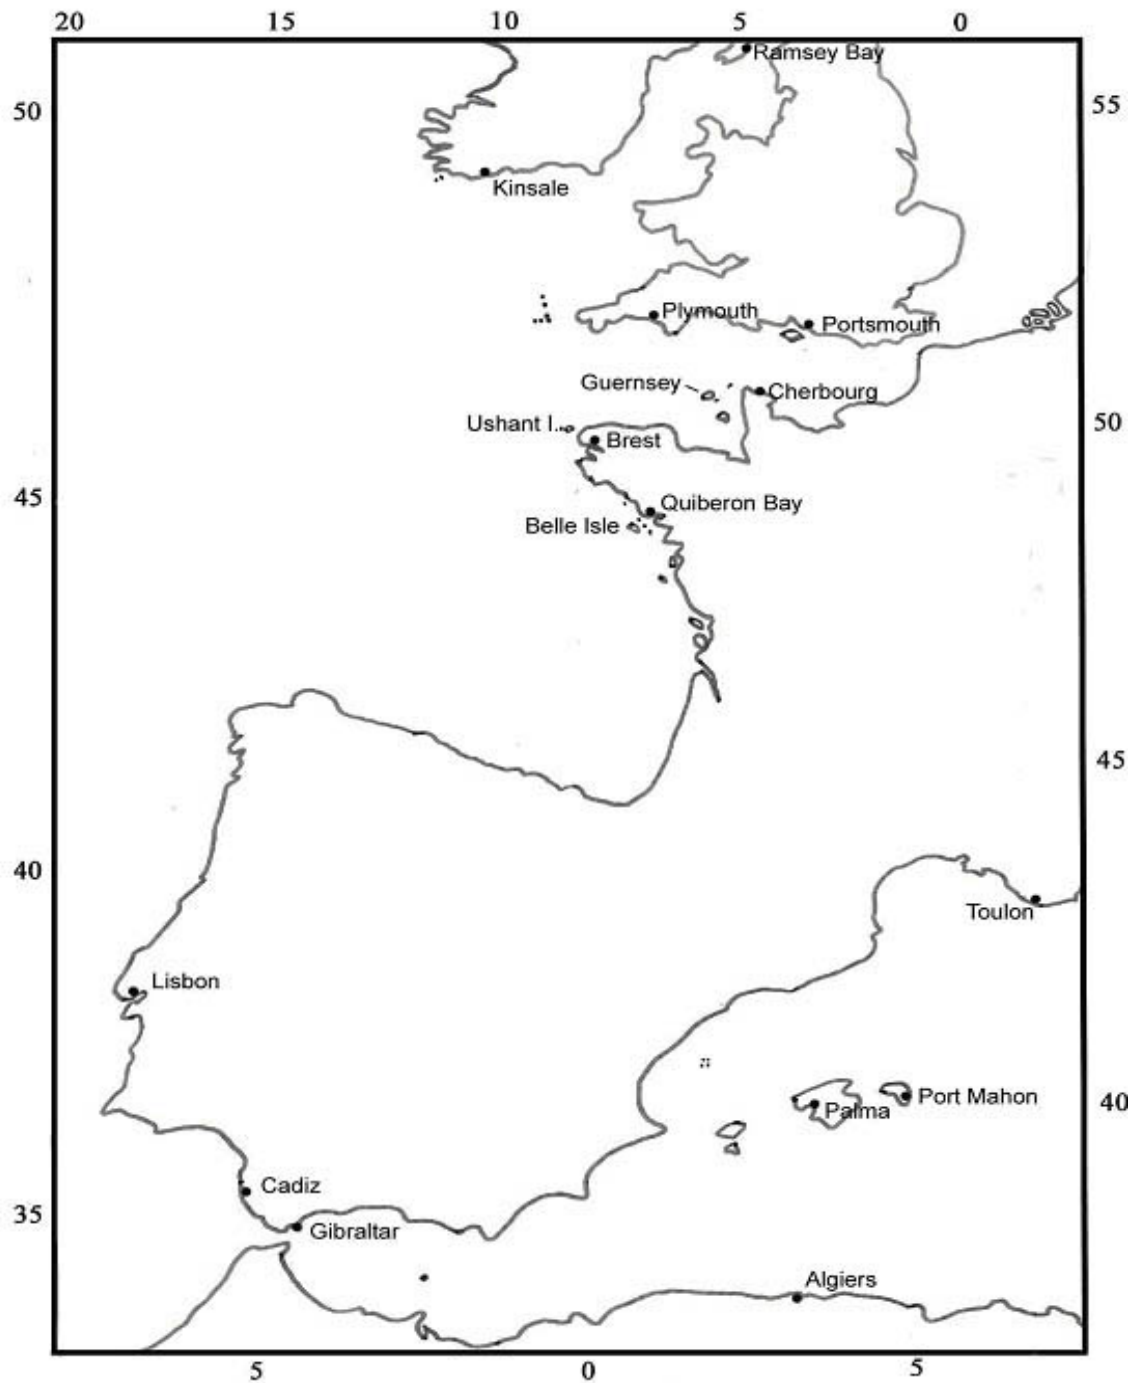 20 15 10 5 0
Ramsey Bay
50
55
Kinsale
Plymouth
Portsmouth
Guernsey
Cherbourg
Ushant I.
Brest
50
45
Quiberon Bay
Belle Isle
45
40
Toulon
Lisbon
Port Mahon
Palma
40
Cadiz
35
Gibraltar
Algiers
5 0 5